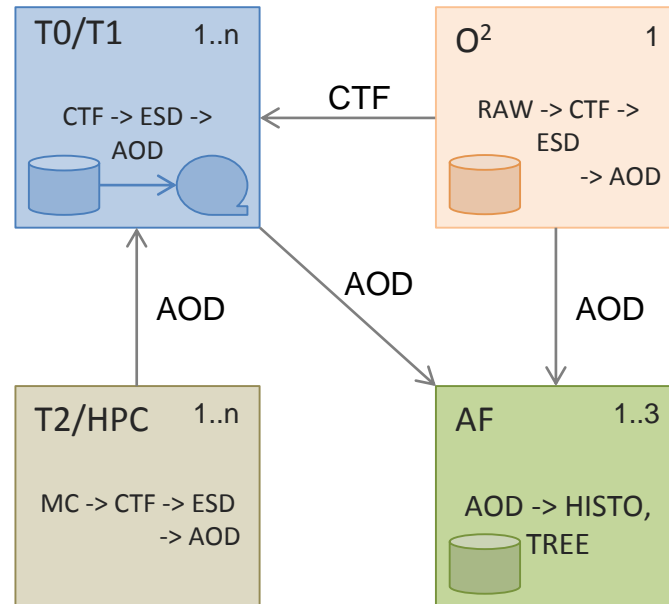 T0/T1
1..n
CTF -> ESD ->
AOD
CTF
O²
1
RAW -> CTF ->
ESD
-> AOD
AOD
AOD
AOD
T2/HPC
1..n
MC -> CTF -> ESD
-> AOD
AF
1..3
AOD -> HISTO,
TREE